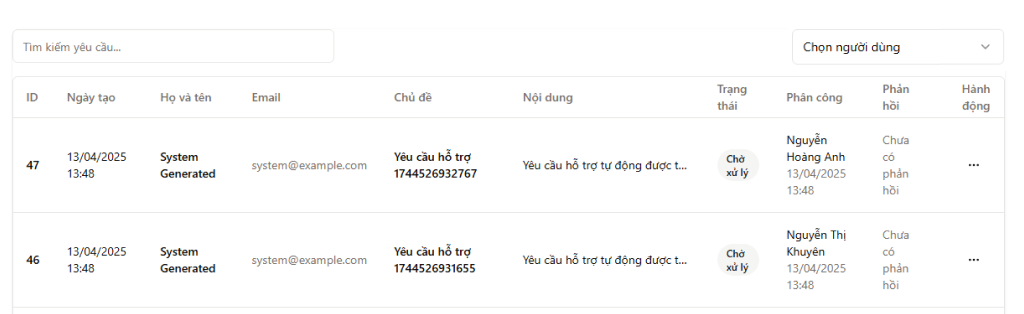 Tìm kiếm yêu cầu...
Chọn người dùng
ID Ngày tạo Họ và tên Email Chủ đề Nội dung Trạng thái Phân công Phản hồi Hành động
47
13/04/2025
13:48
System
Generated
system@example.com
Yêu cầu hỗ trợ
1744526932767
Yêu cầu hỗ trợ tự động được t...
Chờ
xử lý
Nguyễn
Hoàng Anh
13/04/2025
13:48
Chưa
có
phản
hồi
...
46
13/04/2025
13:48
System
Generated
system@example.com
Yêu cầu hỗ trợ
1744526931655
Yêu cầu hỗ trợ tự động được t...
Chờ
xử lý
Nguyễn Thị
Khuyên
13/04/2025
13:48
Chưa
có
phản
hồi
...